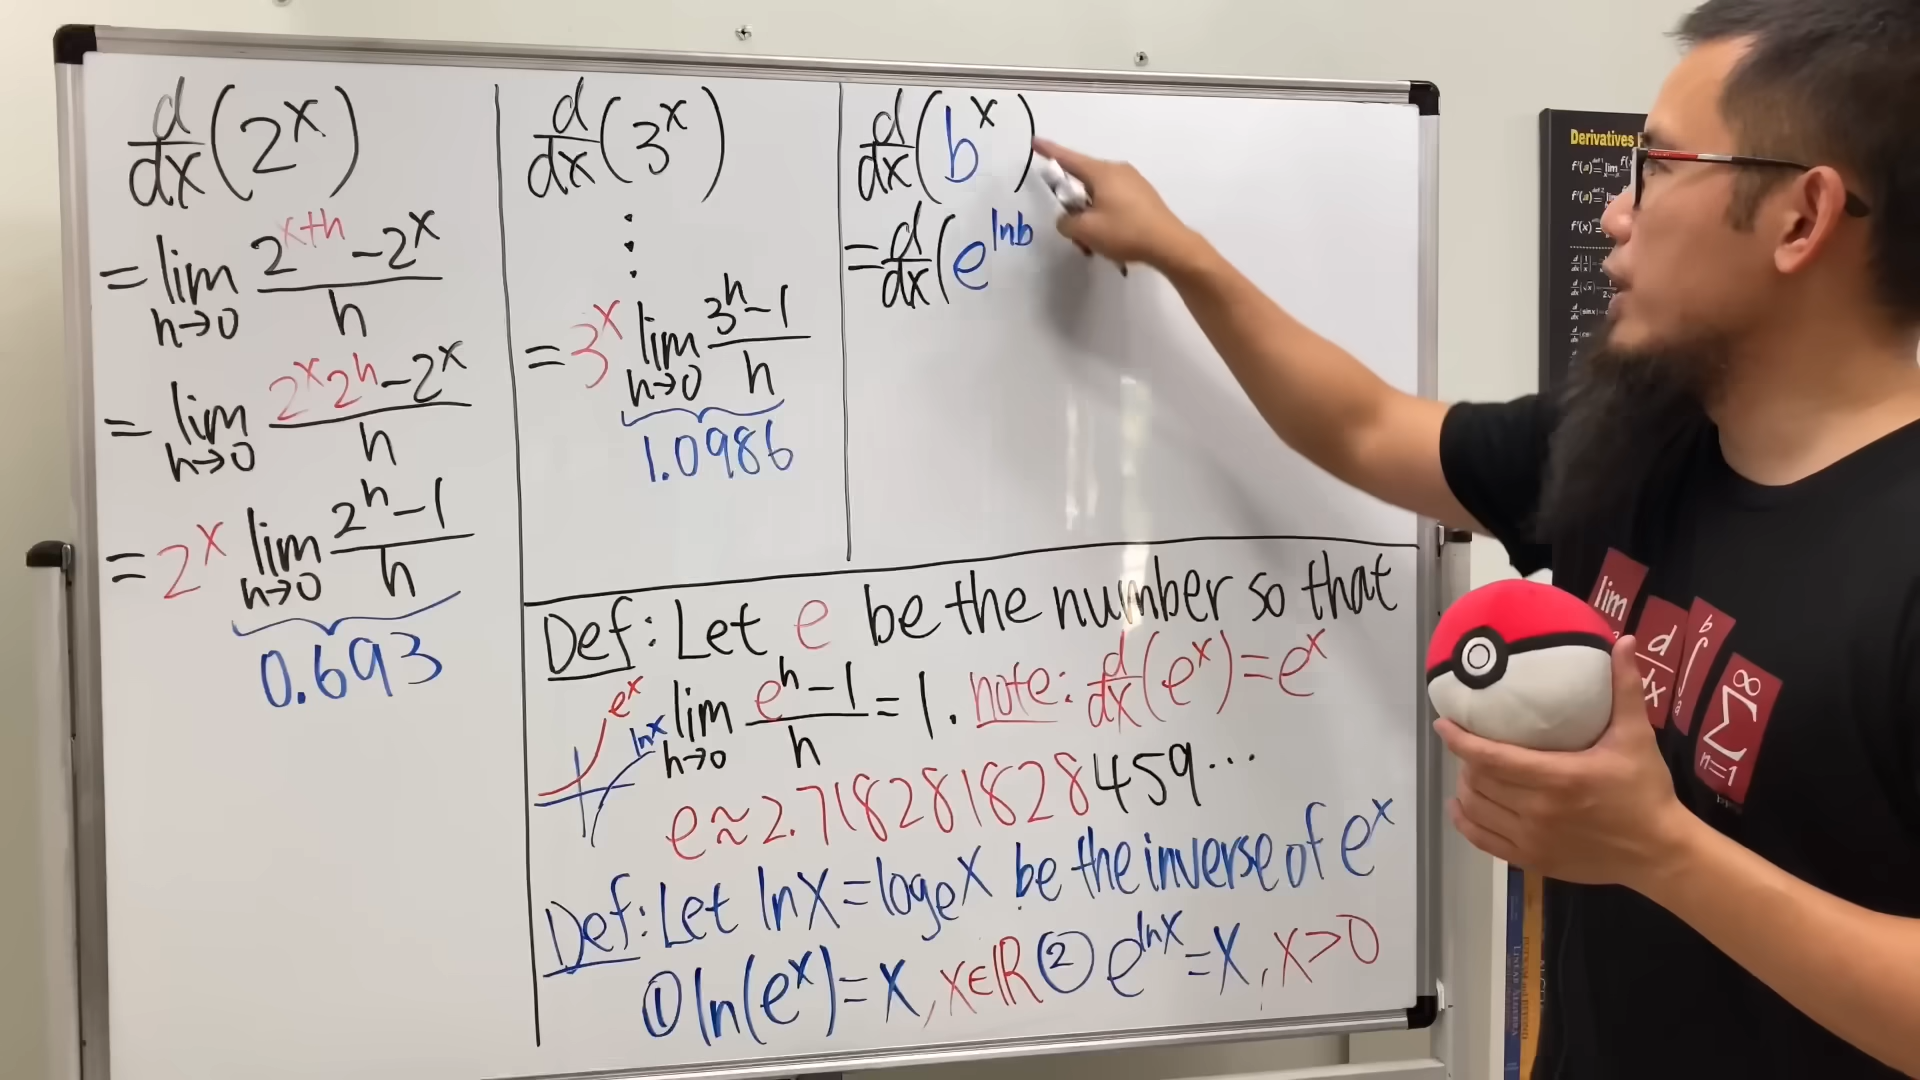 d/dx(2^x)
= lim h→0 (2^(x+h) - 2^x)/h
= lim h→0 (2^x 2^h - 2^x)/h
= 2^x lim h→0 (2^h - 1)/h
0.693
d/dx(3^x)
⋮
= 3^x lim h→0 (3^h - 1)/h
1.0986
d/dx(b^x)
= d/dx(e^(lnb)
Def: Let e be the number so that
lim h→0 (e^h - 1)/h = 1. note: d/dx(e^x) = e^x
e^x
lnx
e≈2.718281828459...
Def: Let lnx = log_e x be the inverse of e^x
① ln(e^x) = x, x∈ℝ ② e^(lnx) = x, x>0
Derivatives
lim
d/dx
∫ b
∞ Σ n=1